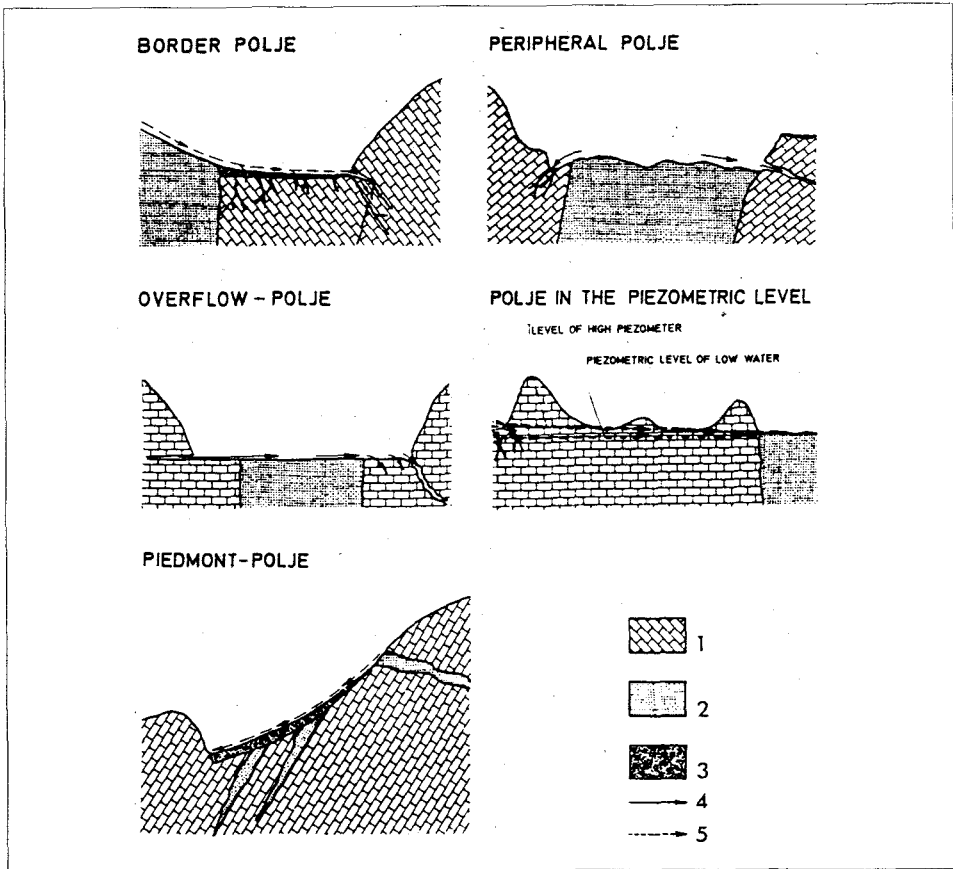 BORDER POLJE
PERIPHERAL POLJE
OVERFLOW - POLJE
POLJE IN THE PIEZOMETRIC LEVEL
LEVEL OF HIGH PIEZOMETER
PIEZOMETRIC LEVEL OF LOW WATER
PIEDMONT-POLJE
1
2
3
4
5